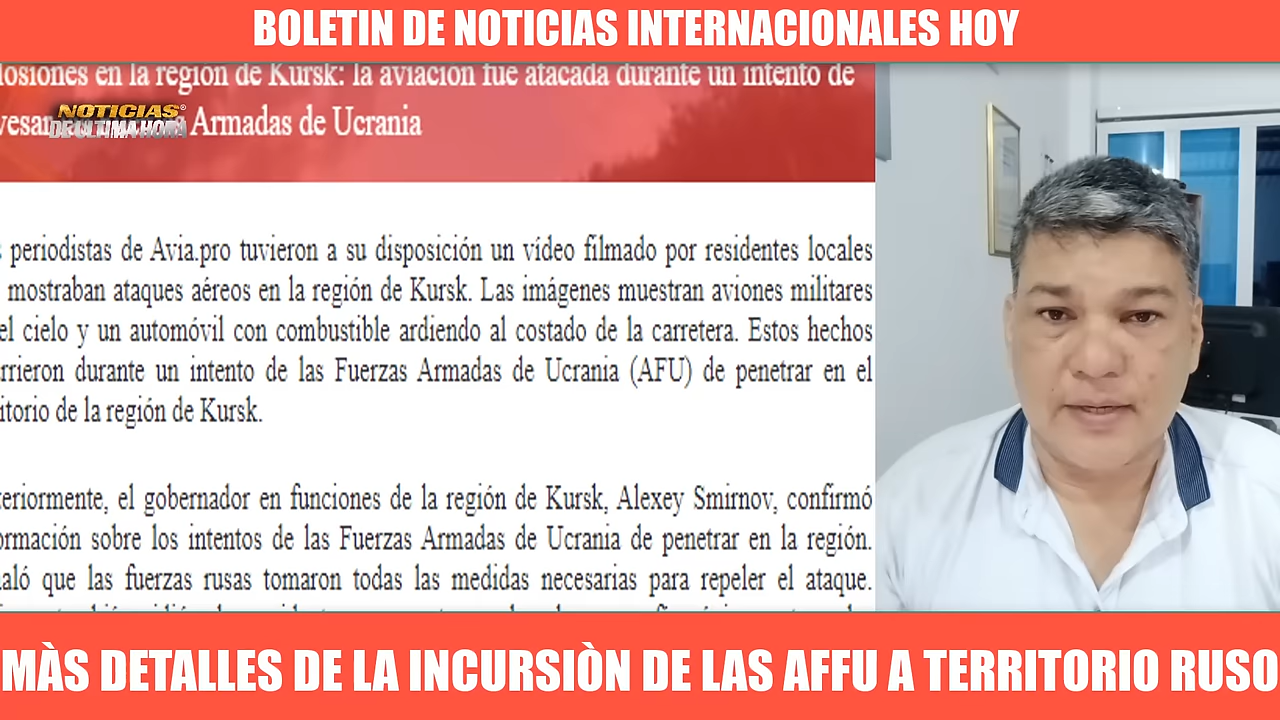 BOLETIN DE NOTICIAS INTERNACIONALES HOY
losiones en la región de Kursk: la aviación fue atacada durante un intento de
NOTICIAS®
DE ULTIMA HORA
Armadas de Ucrania
periodistas de Avia.pro tuvieron a su disposición un vídeo filmado por residentes locales
mostraban ataques aéreos en la región de Kursk. Las imágenes muestran aviones militares
el cielo y un automóvil con combustible ardiendo al costado de la carretera. Estos hechos
rrieron durante un intento de las Fuerzas Armadas de Ucrania (AFU) de penetrar en el
itorio de la región de Kursk.
teriormente, el gobernador en funciones de la región de Kursk, Alexey Smirnov, confirmó
ormación sobre los intentos de las Fuerzas Armadas de Ucrania de penetrar en la región.
aló que las fuerzas rusas tomaron todas las medidas necesarias para repeler el ataque.
MÀS DETALLES DE LA INCURSIÒN DE LAS AFFU A TERRITORIO RUSO